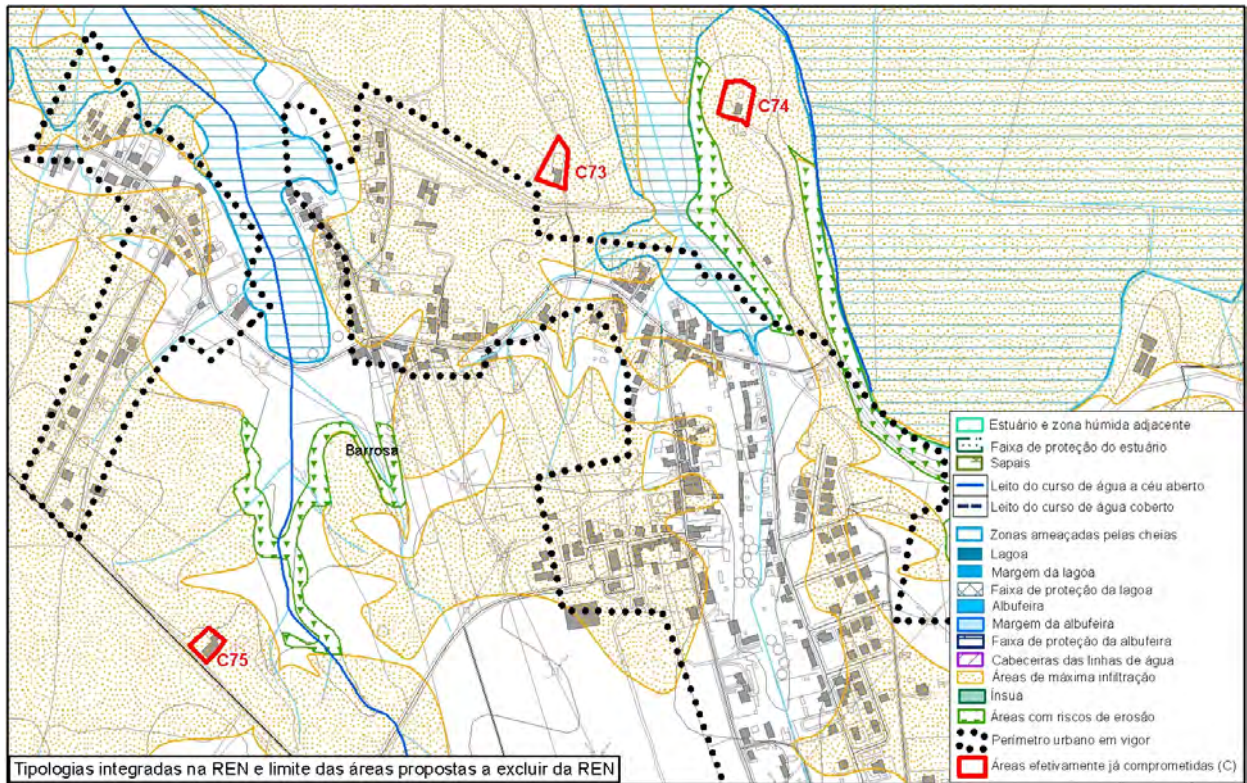 C74
C73
Barrosa
C75
Estuário e zona húmida adjacente
Faixa de proteção do estuário
Sapais
Leito do curso de água a céu aberto
Leito do curso de água coberto
Zonas ameaçadas pelas cheias
Lagoa
Margem da lagoa
Faixa de proteção da lagoa
Albufeira
Margem da albufeira
Faixa de proteção da albufeira
Cabeceiras das linhas de água
Áreas de máxima infiltração
Ínsua
Áreas com riscos de erosão
Perímetro urbano em vigor
Áreas efetivamente já comprometidas (C)
Tipologias integradas na REN e limite das áreas propostas a excluir da REN